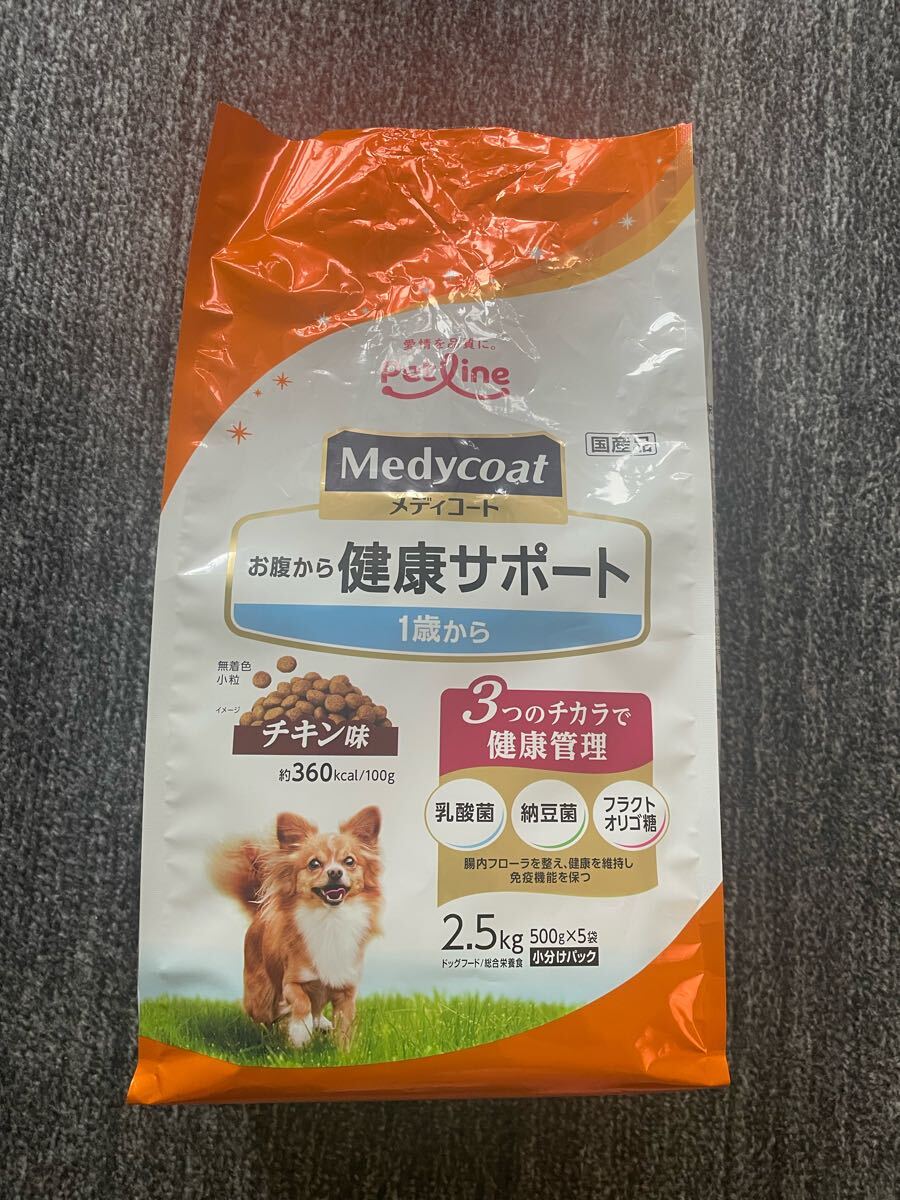 愛情を品質に。
Petline
国産品
Medycoat
メディコート
お腹から 健康サポート
1歳から
無着色
小粒
イメージ
チキン味
約360kcal/100g
3つのチカラで
健康管理
乳酸菌
納豆菌
フラクト
オリゴ糖
腸内フローラを整え、健康を維持し
免疫機能を保つ
2.5kg 500g×5袋
ドッグフード/総合栄養食 小分けパック